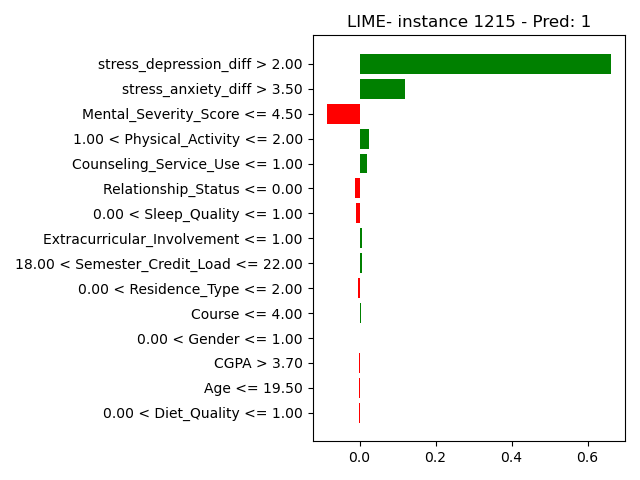 LIME- instance 1215 - Pred: 1
stress_depression_diff > 2.00
stress_anxiety_diff > 3.50
Mental_Severity_Score <= 4.50
1.00 < Physical_Activity <= 2.00
Counseling_Service_Use <= 1.00
Relationship_Status <= 0.00
0.00 < Sleep_Quality <= 1.00
Extracurricular_Involvement <= 1.00
18.00 < Semester_Credit_Load <= 22.00
0.00 < Residence_Type <= 2.00
Course <= 4.00
0.00 < Gender <= 1.00
CGPA > 3.70
Age <= 19.50
0.00 < Diet_Quality <= 1.00
0.0 0.2 0.4 0.6